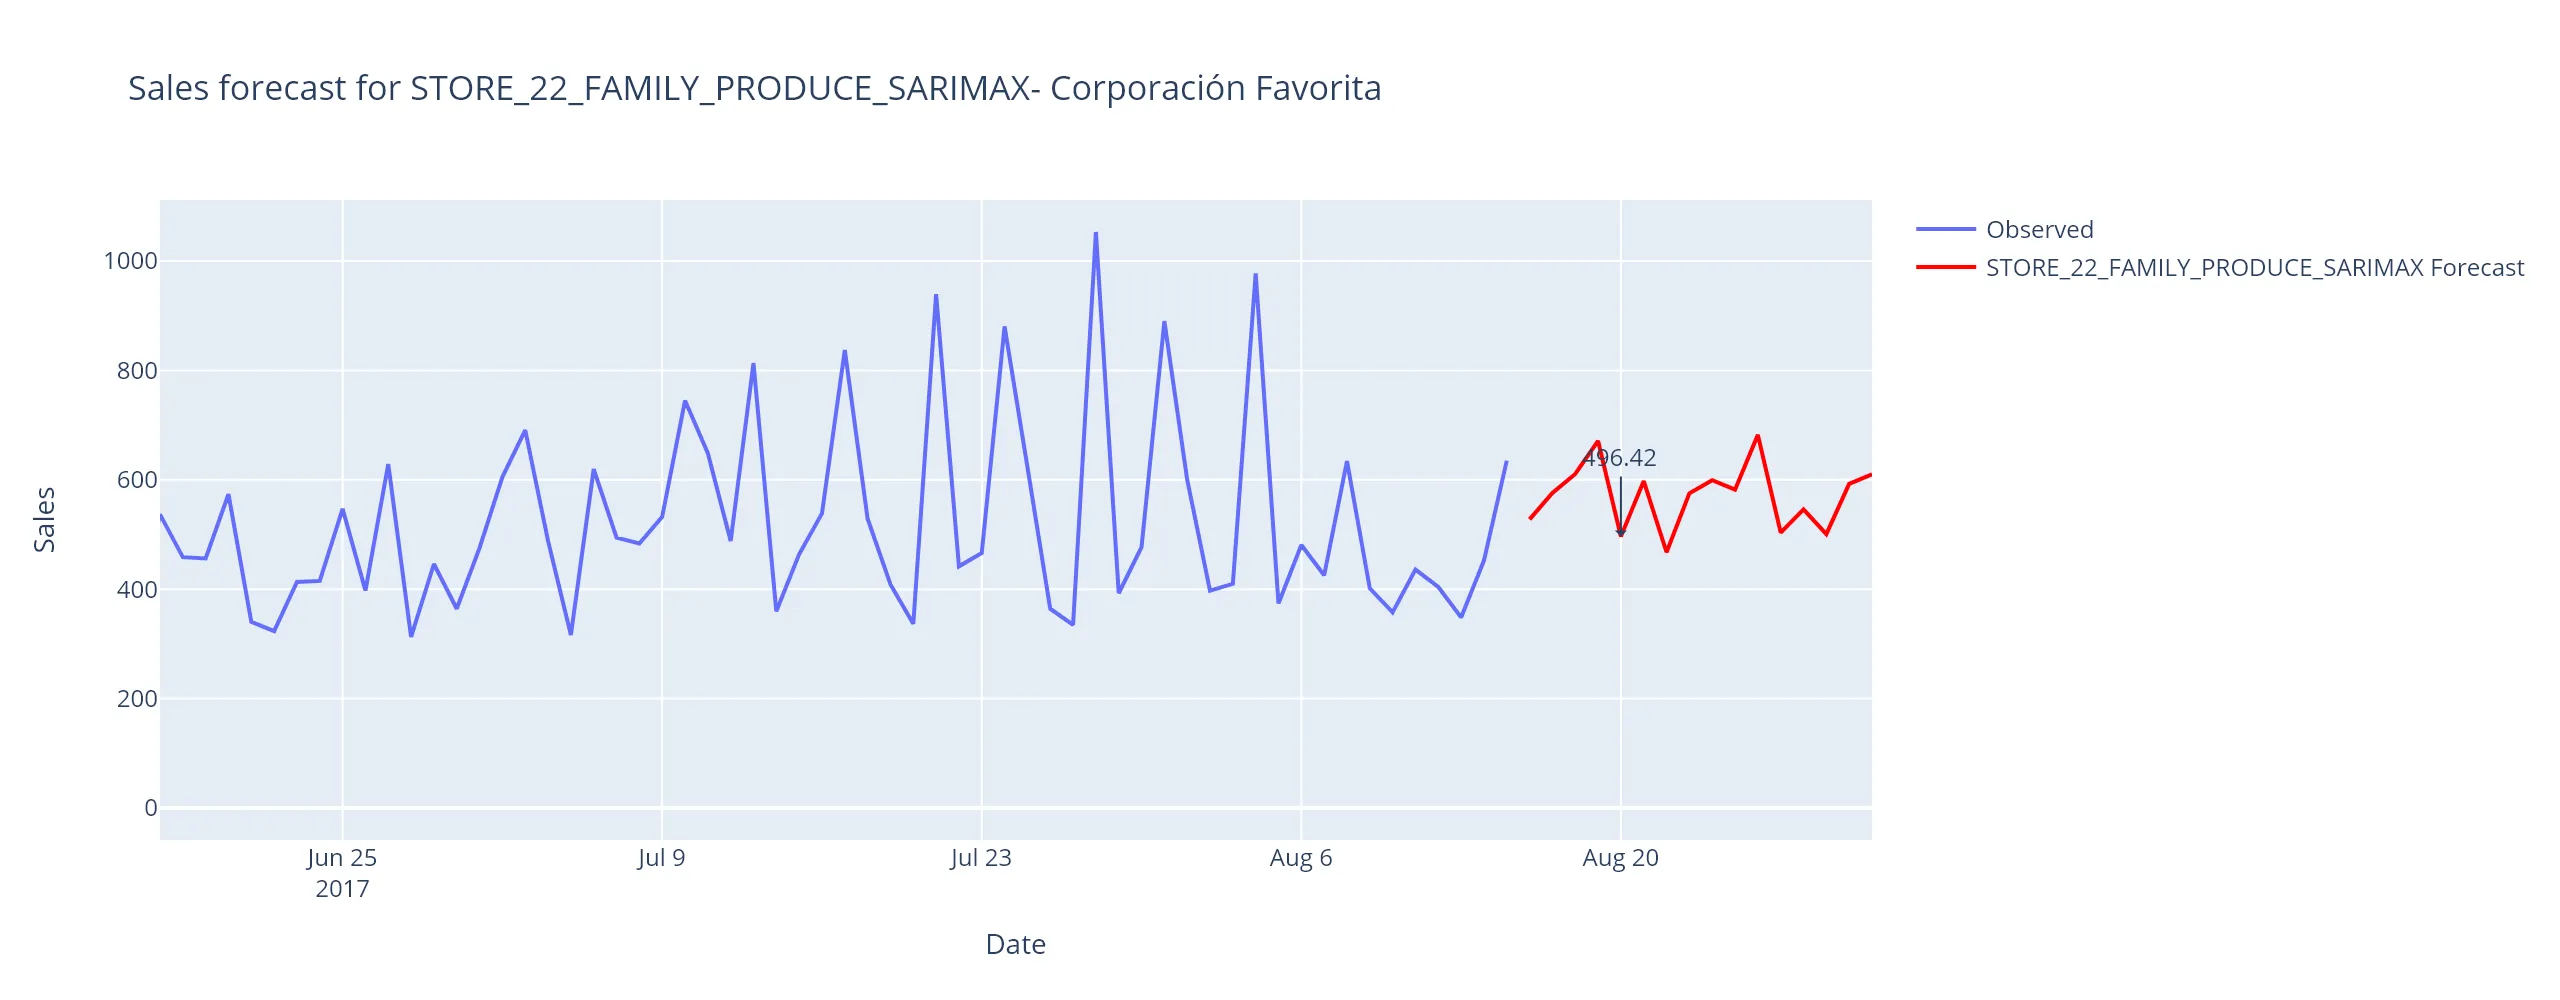 Sales forecast for STORE_22_FAMILY_PRODUCE_SARIMAX- Corporación Favorita
Observed
STORE_22_FAMILY_PRODUCE_SARIMAX Forecast
1000
800
600
400
200
0
Sales
496.42
Jun 25
2017
Jul 9
Jul 23
Aug 6
Aug 20
Date